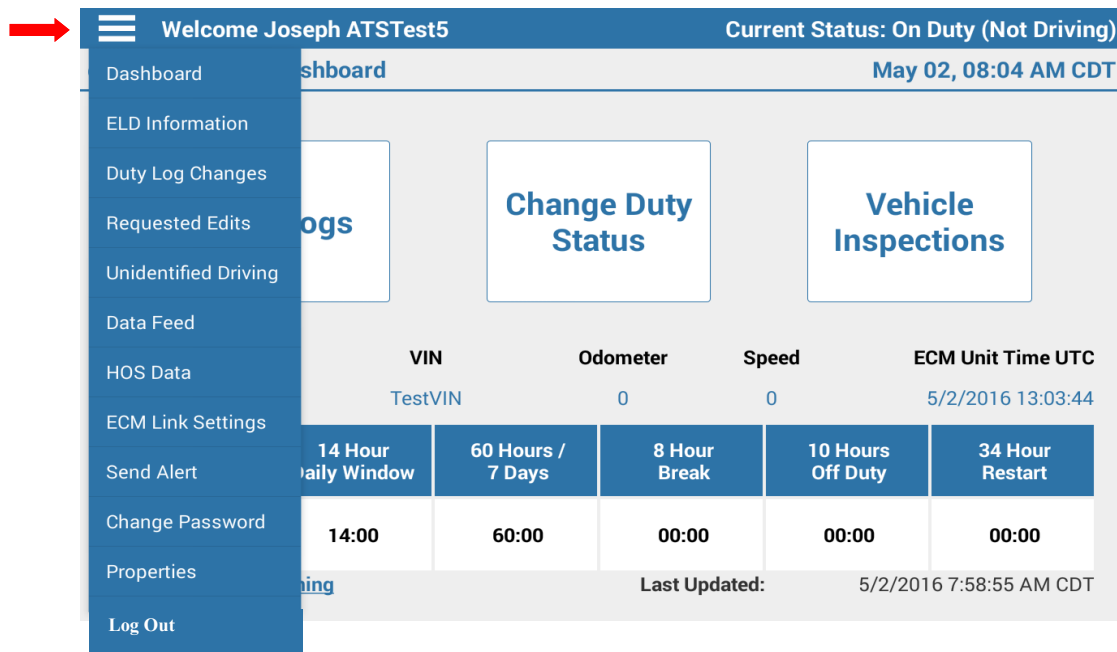 Welcome Joseph ATSTest5 Current Status: On Duty (Not Driving)
shboard May 02, 08:04 AM CDT
Dashboard
ELD Information
Duty Log Changes
Requested Edits
Unidentified Driving
Data Feed
HOS Data
ECM Link Settings
Send Alert
Change Password
Properties
Log Out
ogs
Change Duty
Status
Vehicle
Inspections
VIN Odometer Speed ECM Unit Time UTC
TestVIN 0 0 5/2/2016 13:03:44
14 Hour
aily Window
60 Hours /
7 Days
8 Hour
Break
10 Hours
Off Duty
34 Hour
Restart
14:00 60:00 00:00 00:00 00:00
ning Last Updated: 5/2/2016 7:58:55 AM CDT